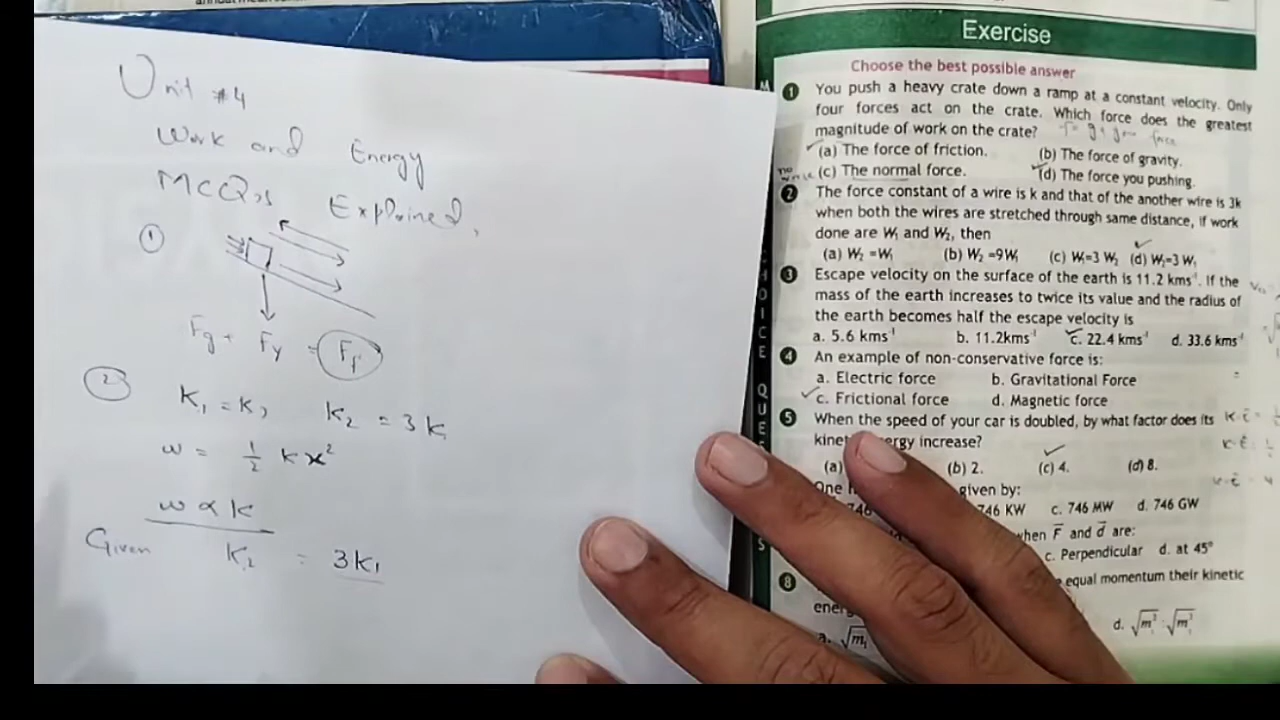 Unit #4
Work and Energy
MCQ,s Explained,
①
Fg + Fy = Ff
②
K₁ = K, K₂ = 3K,
w = 1/2 Kx²
w ∝ K
Given K₂ = 3K₁
Exercise
Choose the best possible answer
1 You push a heavy crate down a ramp at a constant velocity. Only
four forces act on the crate. Which force does the greatest
magnitude of work on the crate?
(a) The force of friction. (b) The force of gravity.
(c) The normal force. (d) The force you pushing.
2 The force constant of a wire is k and that of the another wire is 3k
when both the wires are stretched through same distance, if work
done are W₁ and W₂, then
(a) W₂ =W₁ (b) W₂ =9W₁ (c) W₁=3 W₂ (d) W₂=3 W₁
3 Escape velocity on the surface of the earth is 11.2 kms⁻¹. If the
mass of the earth increases to twice its value and the radius of
the earth becomes half the escape velocity is
a. 5.6 kms⁻¹ b. 11.2kms⁻¹ c. 22.4 kms⁻¹ d. 33.6 kms⁻¹
4 An example of non-conservative force is:
a. Electric force b. Gravitational Force
c. Frictional force d. Magnetic force
5 When the speed of your car is doubled, by what factor does its
energy increase?
(a) (b) 2. (c) 4. (d) 8.
One given by:
746 KW c. 746 MW d. 746 GW
when F⃗ and d⃗ are:
c. Perpendicular d. at 45°
8 equal momentum their kinetic
a. √m₁ d.